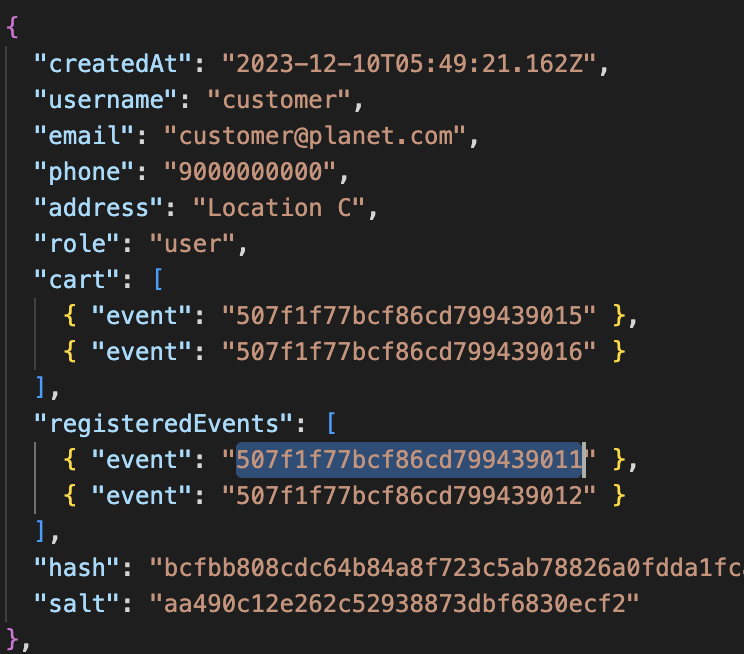 {
"createdAt": "2023-12-10T05:49:21.162Z",
"username": "customer",
"email": "customer@planet.com",
"phone": "9000000000",
"address": "Location C",
"role": "user",
"cart": [
{ "event": "507f1f77bcf86cd799439015" },
{ "event": "507f1f77bcf86cd799439016" }
],
"registeredEvents": [
{ "event": "507f1f77bcf86cd799439011" },
{ "event": "507f1f77bcf86cd799439012" }
],
"hash": "bcfbb808cdc64b84a8f723c5ab78826a0fdda1fc
"salt": "aa490c12e262c52938873dbf6830ecf2"
},